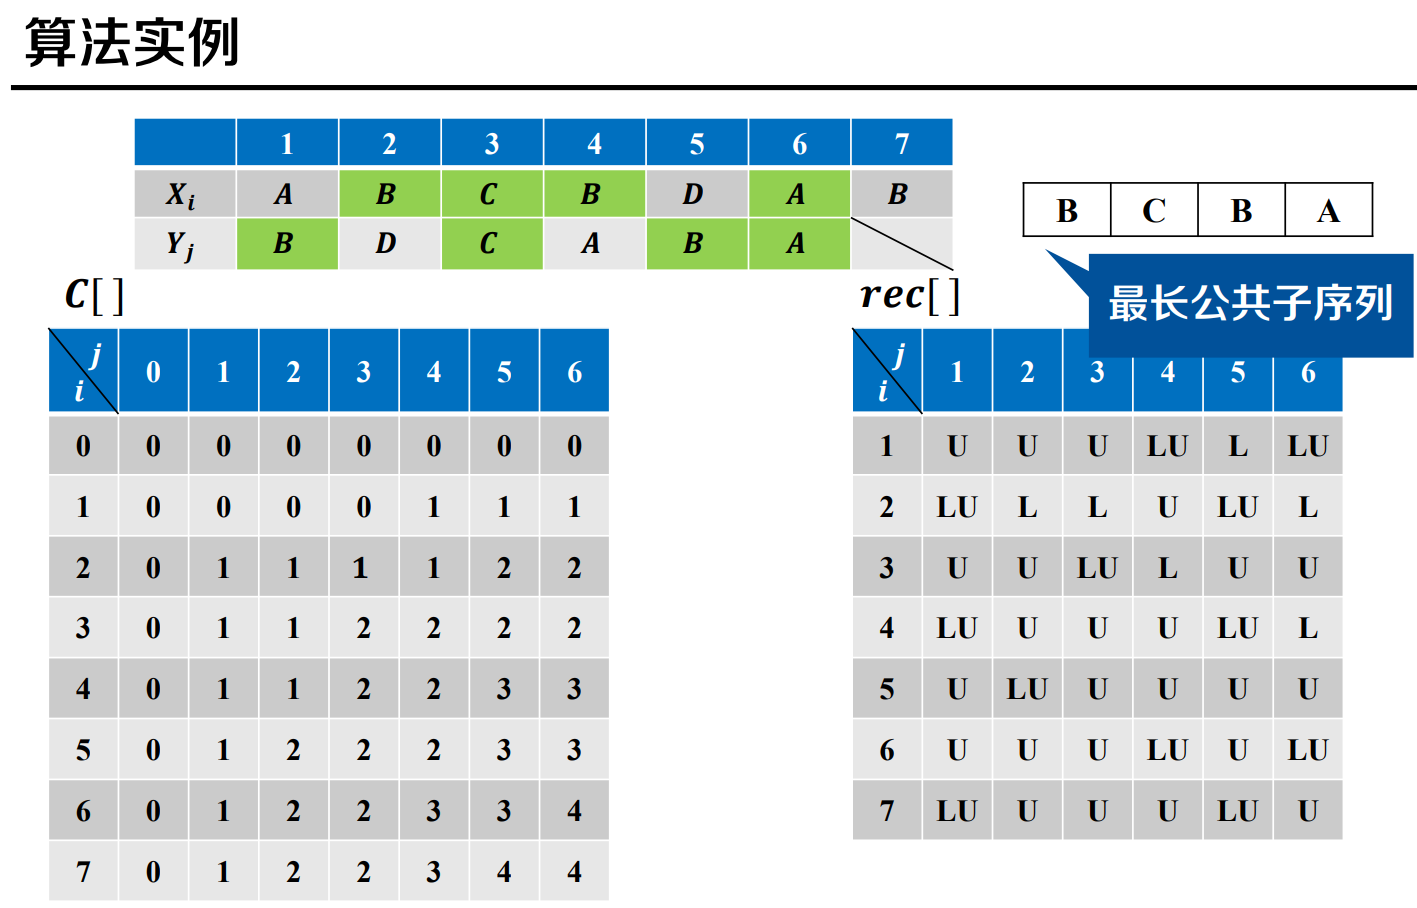 算法实例
1 2 3 4 5 6 7
Xi A B C B D A B
Yj B D C A B A
B C B A
最长公共子序列
C[ ]
j
i 0 1 2 3 4 5 6
0 0 0 0 0 0 0 0
1 0 0 0 0 1 1 1
2 0 1 1 1 1 2 2
3 0 1 1 2 2 2 2
4 0 1 1 2 2 3 3
5 0 1 2 2 2 3 3
6 0 1 2 2 3 3 4
7 0 1 2 2 3 4 4
rec[ ]
j
i 1 2 3 4 5 6
1 U U U LU L LU
2 LU L L U LU L
3 U U LU L U U
4 LU U U U LU L
5 U LU U U U U
6 U U U LU U LU
7 LU U U U LU U